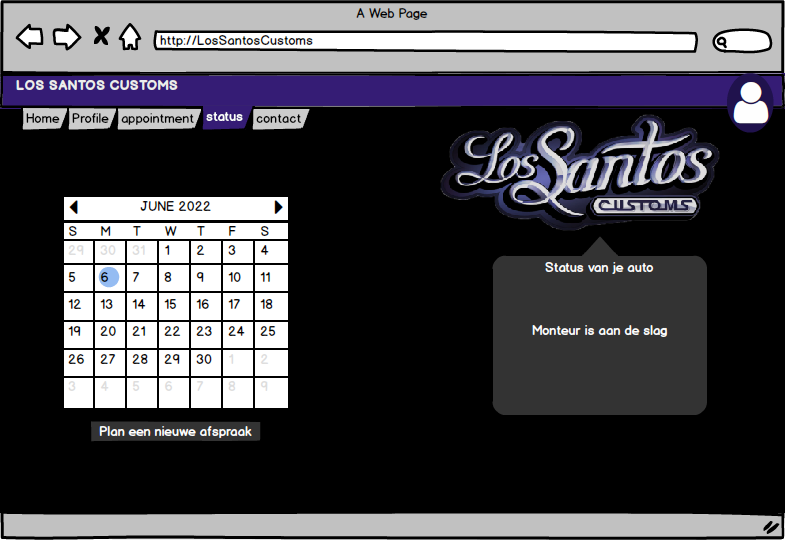 A Web Page
http://LosSantosCustoms
LOS SANTOS CUSTOMS
Home Profile appointment status contact
Los Santos
CUSTOMS
JUNE 2022
S M T W T F S
29 30 31 1 2 3 4
5 6 7 8 9 10 11
12 13 14 15 16 17 18
19 20 21 22 23 24 25
26 27 28 29 30 1 2
3 4 5 6 7 8 9
Plan een nieuwe afspraak
Status van je auto
Monteur is aan de slag